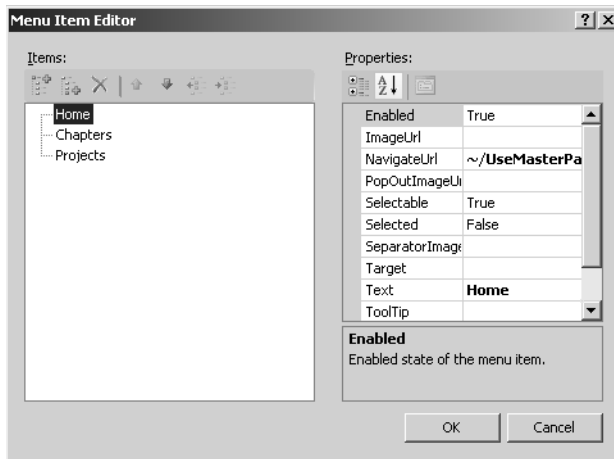 Menu Item Editor
Items:
Home
Chapters
Projects
Properties:
Enabled True
ImageUrl
NavigateUrl ~/UseMasterPa
PopOutImageU
Selectable True
Selected False
SeparatorImage
Target
Text Home
ToolTip
Enabled
Enabled state of the menu item.
OK Cancel